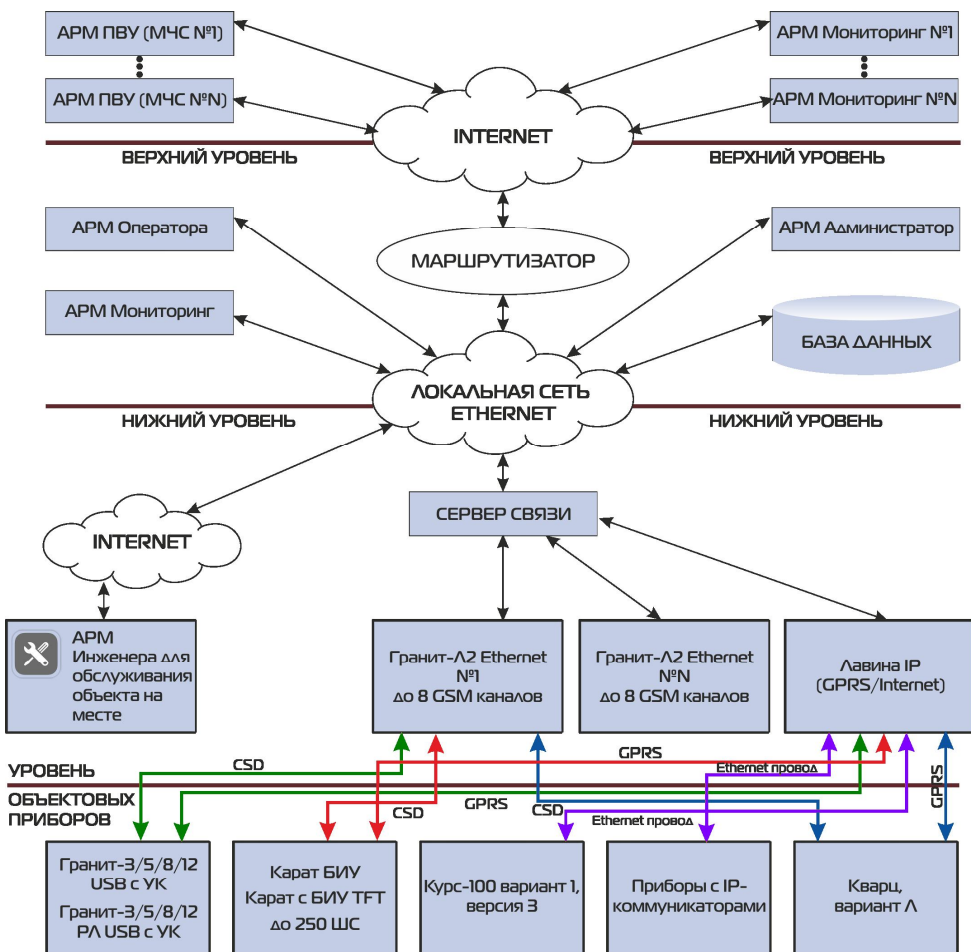 АРМ ПВУ (МЧС №1)
АРМ Мониторинг №1
АРМ ПВУ (МЧС №N)
АРМ Мониторинг №N
INTERNET
ВЕРХНИЙ УРОВЕНЬ
ВЕРХНИЙ УРОВЕНЬ
АРМ Оператора
АРМ Администратор
МАРШРУТИЗАТОР
АРМ Мониторинг
БАЗА ДАННЫХ
ЛОКАЛЬНАЯ СЕТЬ
ETHERNET
НИЖНИЙ УРОВЕНЬ
НИЖНИЙ УРОВЕНЬ
СЕРВЕР СВЯЗИ
INTERNET
АРМ
Инженера для
обслуживания
объекта на
месте
Гранит-Л2 Ethernet
№1
до 8 GSM каналов
Гранит-Л2 Ethernet
№N
до 8 GSM каналов
Лавина IP
(GPRS/Internet)
CSD
GPRS
Ethernet провод
GPRS
УРОВЕНЬ
ОБЪЕКТОВЫХ
ПРИБОРОВ
CSD
GPRS
CSD
Ethernet провод
Гранит-3/5/8/12
USB с УК
Гранит-3/5/8/12
РЛ USB с УК
Карат БИУ
Карат с БИУ TFT
до 250 ШС
Курс-100 вариант 1,
версия 3
Приборы с IP-
коммуникаторами
Кварц,
вариант Л